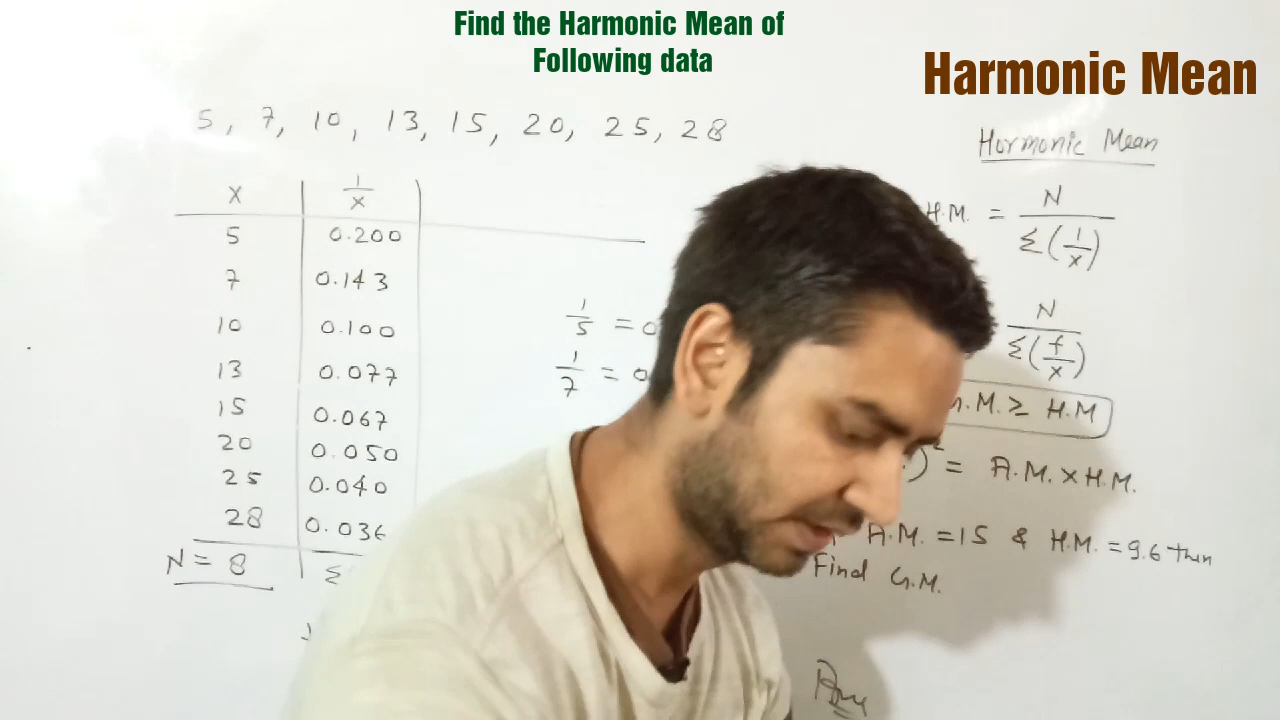 Find the Harmonic Mean of
Following data
Harmonic Mean
5, 7, 10, 13, 15, 20, 25, 28
x | 1/x
5 | 0.200
7 | 0.143
10 | 0.100
13 | 0.077
15 | 0.067
20 | 0.050
25 | 0.040
28 | 0.036
N = 8 | Σ
1/5 = 0
1/7 = 0
Hormonic Mean
H.M. = N / Σ(1/x)
N / Σ(f/x)
.M. ≥ H.M
)² = A.M. × H.M.
A.M. = 15 & H.M. = 9.6 then
Find G.M.